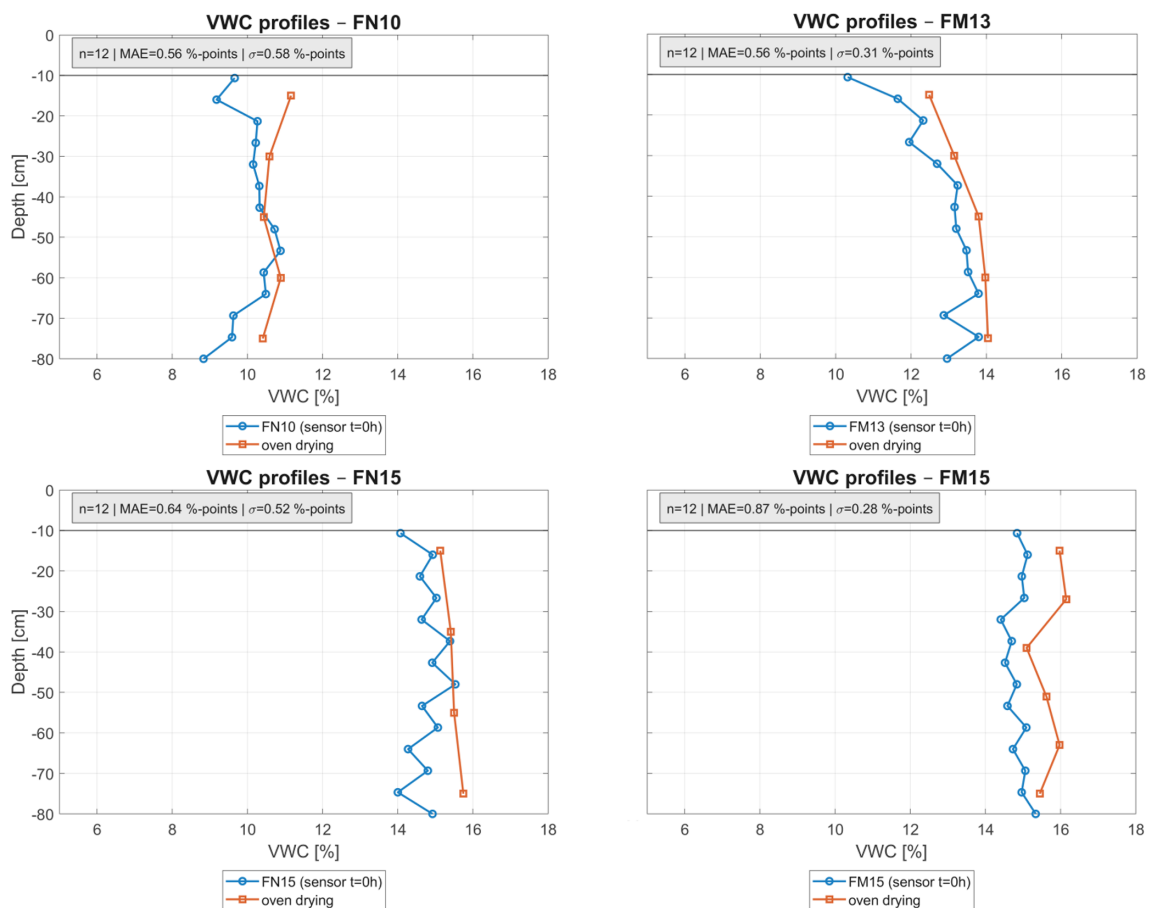 VWC profiles – FN10
n=12 | MAE=0.56 %-points | σ=0.58 %-points
0
-10
-20
-30
-40
-50
-60
-70
-80
Depth [cm]
6 8 10 12 14 16 18
VWC [%]
FN10 (sensor t=0h)
oven drying
VWC profiles – FM13
n=12 | MAE=0.56 %-points | σ=0.31 %-points
6 8 10 12 14 16 18
VWC [%]
FM13 (sensor t=0h)
oven drying
VWC profiles – FN15
n=12 | MAE=0.64 %-points | σ=0.52 %-points
0
-10
-20
-30
-40
-50
-60
-70
-80
Depth [cm]
6 8 10 12 14 16 18
VWC [%]
FN15 (sensor t=0h)
oven drying
VWC profiles – FM15
n=12 | MAE=0.87 %-points | σ=0.28 %-points
6 8 10 12 14 16 18
VWC [%]
FM15 (sensor t=0h)
oven drying